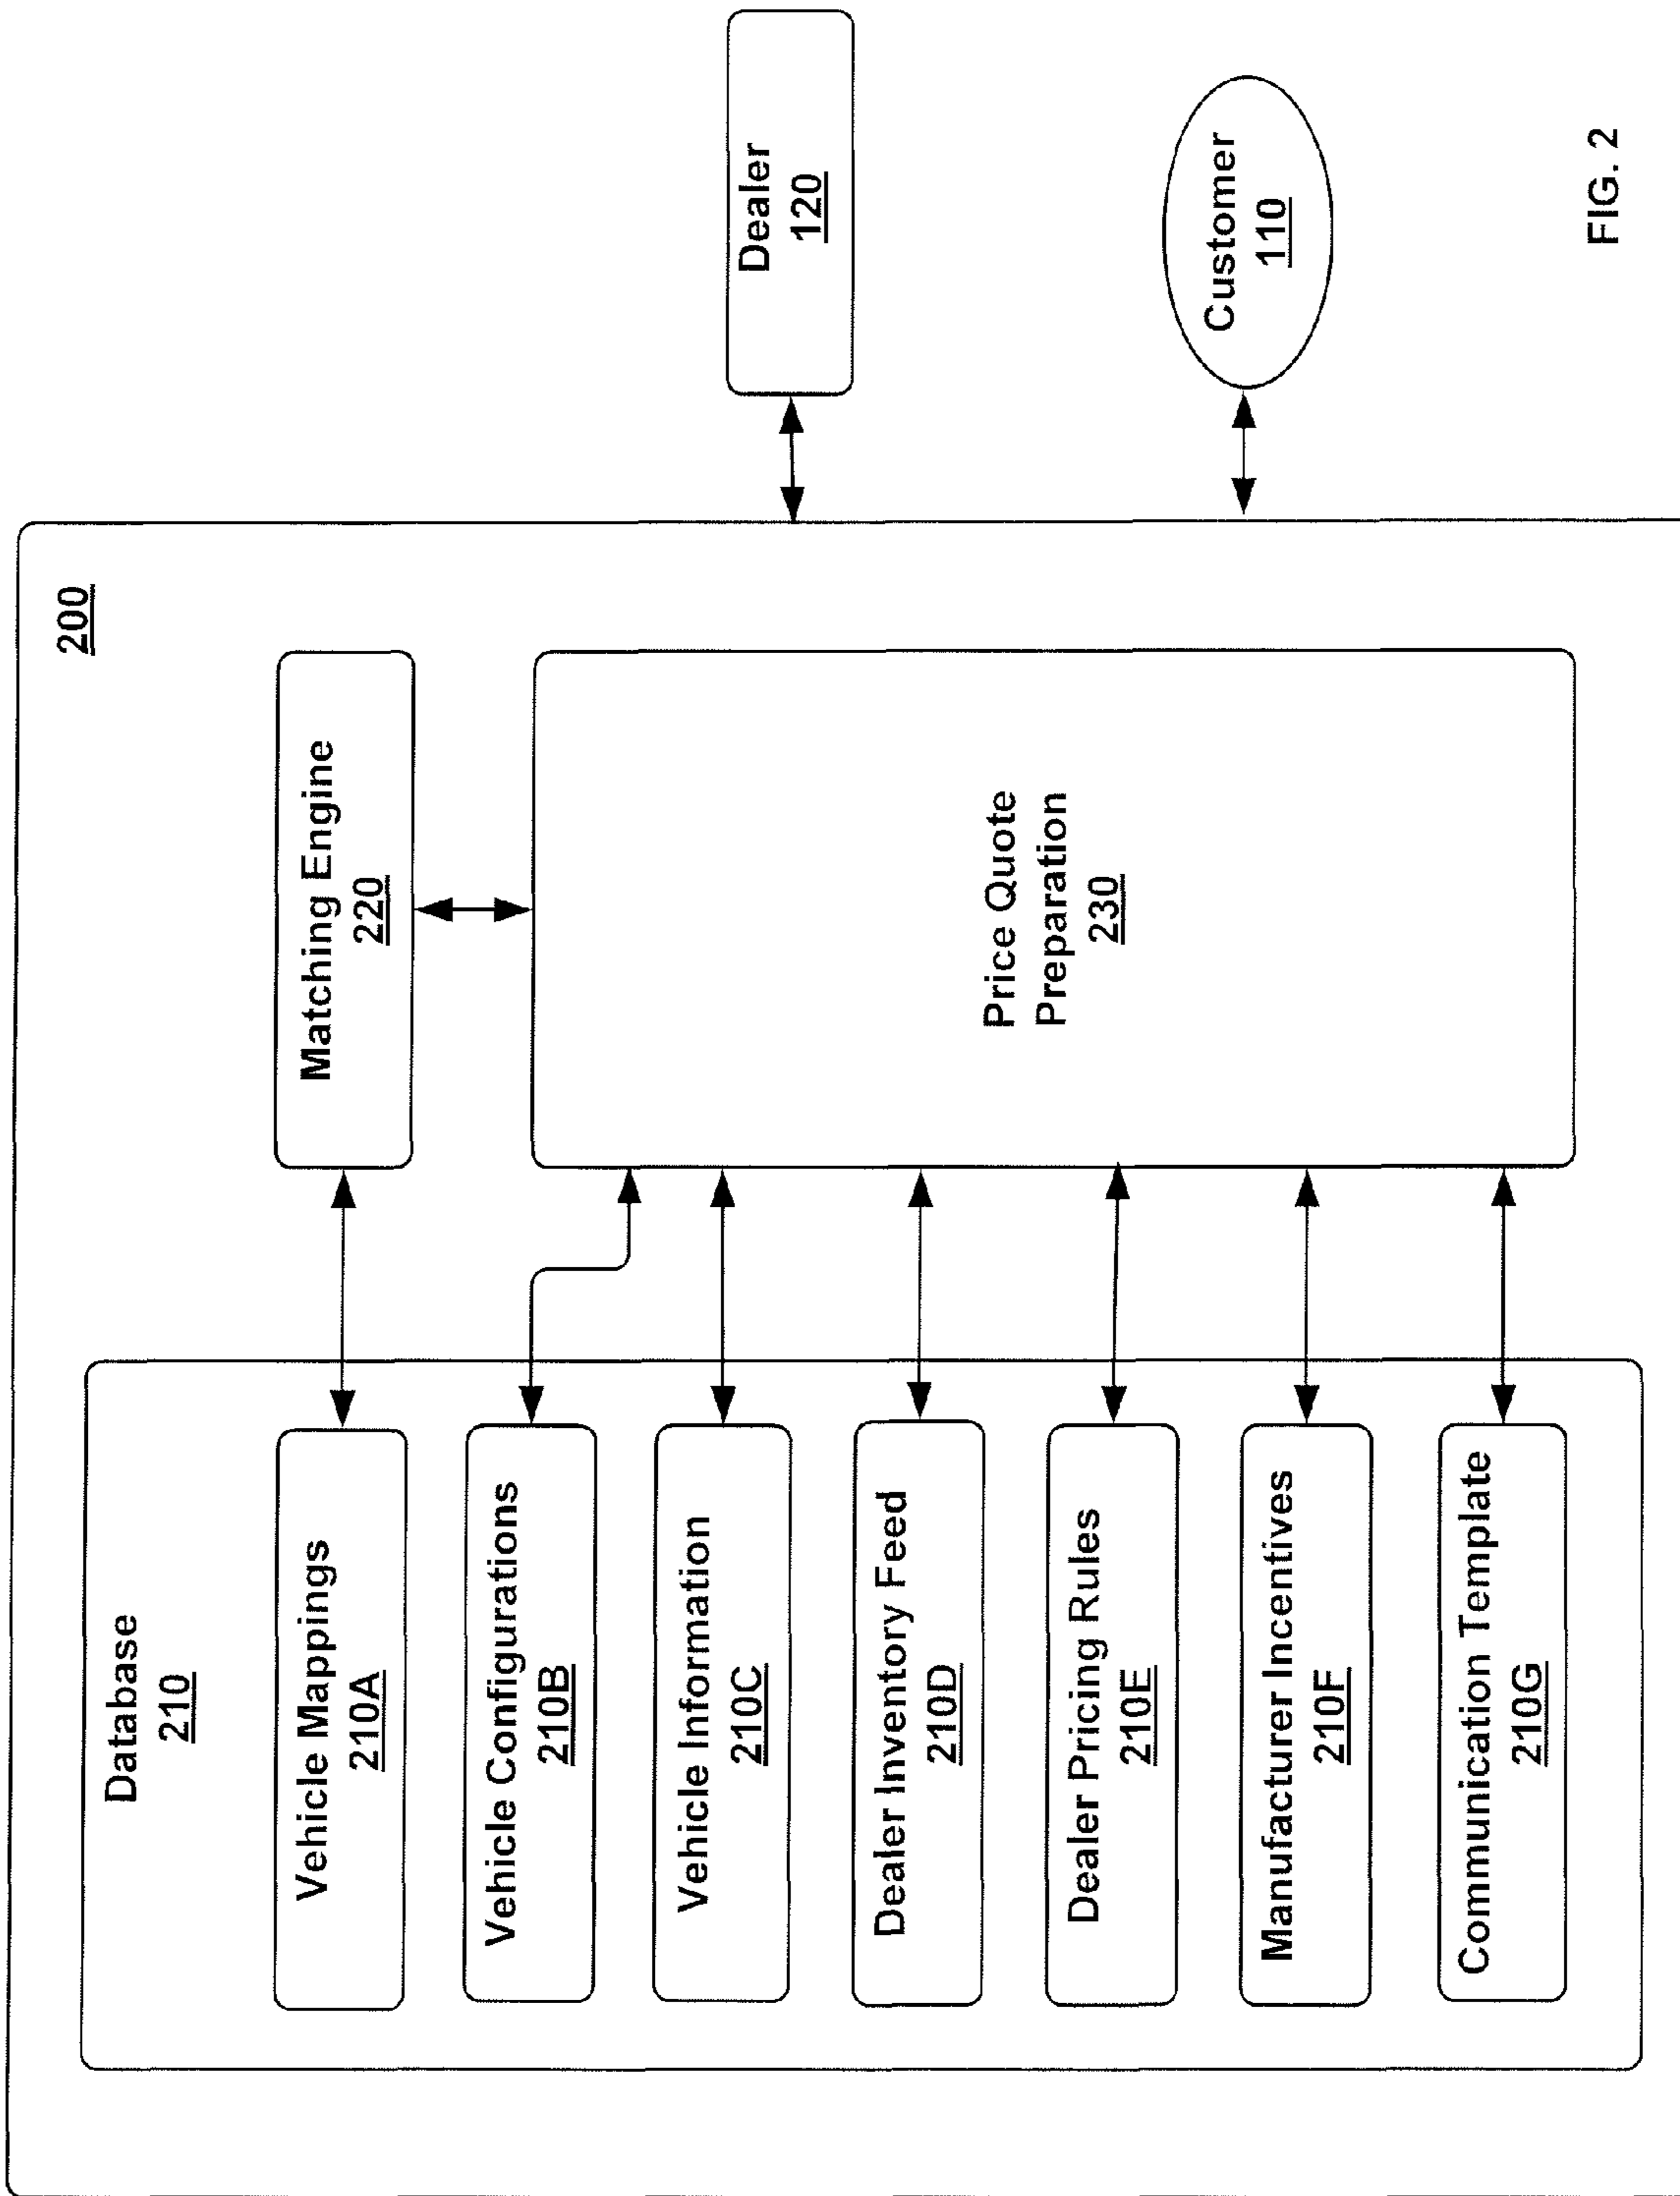 200
Database
210
Vehicle Mappings
210A
Vehicle Configurations
210B
Vehicle Information
210C
Dealer Inventory Feed
210D
Dealer Pricing Rules
210E
Manufacturer Incentives
210F
Communication Template
210G
Matching Engine
220
Price Quote
Preparation
230
Dealer
120
Customer
110
FIG. 2